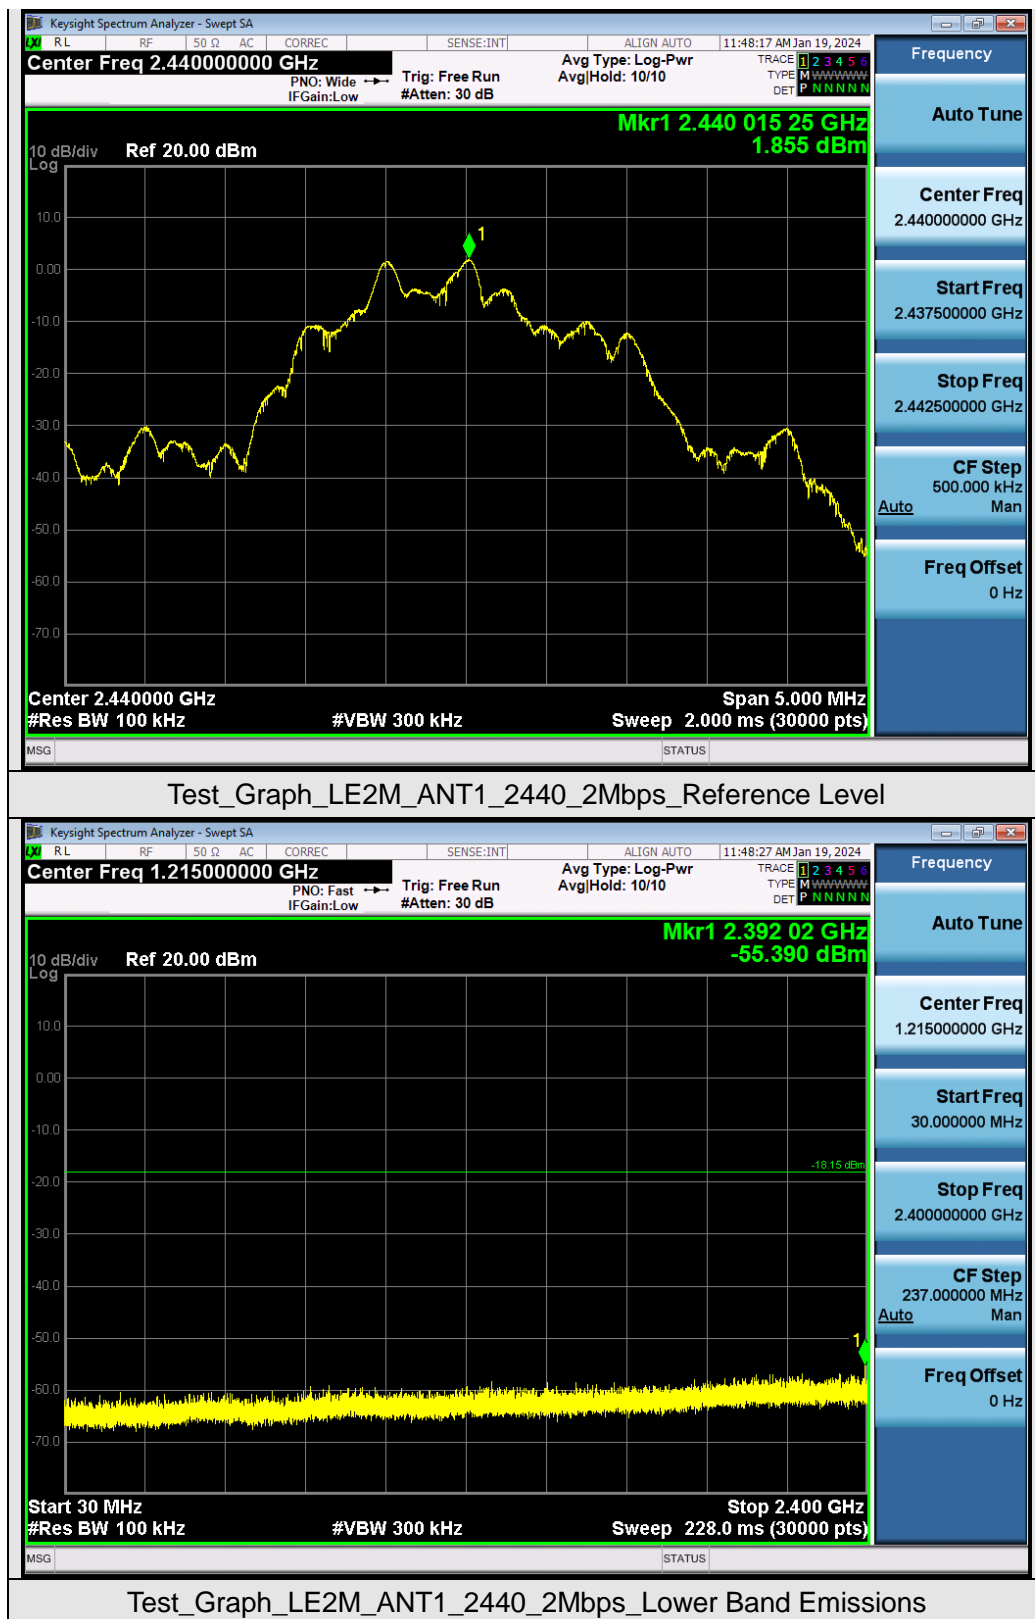 Keysight Spectrum Analyzer - Swept SA
LXI RL RF 50 Ω AC CORREC SENSE:INT ALIGN AUTO 11:48:17 AM Jan 19, 2024
Center Freq 2.440000000 GHz
PNO: Wide
IFGain:Low
Trig: Free Run
#Atten: 30 dB
Avg Type: Log-Pwr
Avg|Hold: 10/10
TRACE 1 2 3 4 5 6
TYPE M WWWWW
DET P N N N N N
Mkr1 2.440 015 25 GHz
1.855 dBm
10 dB/div Ref 20.00 dBm
Log
10.0
0.00
-10.0
-20.0
-30.0
-40.0
-50.0
-60.0
-70.0
1
Center 2.440000 GHz Span 5.000 MHz
#Res BW 100 kHz #VBW 300 kHz Sweep 2.000 ms (30000 pts)
MSG STATUS
Frequency
Auto Tune
Center Freq
2.440000000 GHz
Start Freq
2.437500000 GHz
Stop Freq
2.442500000 GHz
CF Step
500.000 kHz
Auto Man
Freq Offset
0 Hz
Test_Graph_LE2M_ANT1_2440_2Mbps_Reference Level
Keysight Spectrum Analyzer - Swept SA
LXI RL RF 50 Ω AC CORREC SENSE:INT ALIGN AUTO 11:48:27 AM Jan 19, 2024
Center Freq 1.215000000 GHz
PNO: Fast
IFGain:Low
Trig: Free Run
#Atten: 30 dB
Avg Type: Log-Pwr
Avg|Hold: 10/10
TRACE 1 2 3 4 5 6
TYPE M WWWWW
DET P N N N N N
Mkr1 2.392 02 GHz
-55.390 dBm
10 dB/div Ref 20.00 dBm
Log
10.0
0.00
-10.0
-20.0
-30.0
-40.0
-50.0
-60.0
-70.0
-18.15 dBm
1
Start 30 MHz Stop 2.400 GHz
#Res BW 100 kHz #VBW 300 kHz Sweep 228.0 ms (30000 pts)
MSG STATUS
Frequency
Auto Tune
Center Freq
1.215000000 GHz
Start Freq
30.000000 MHz
Stop Freq
2.400000000 GHz
CF Step
237.000000 MHz
Auto Man
Freq Offset
0 Hz
Test_Graph_LE2M_ANT1_2440_2Mbps_Lower Band Emissions